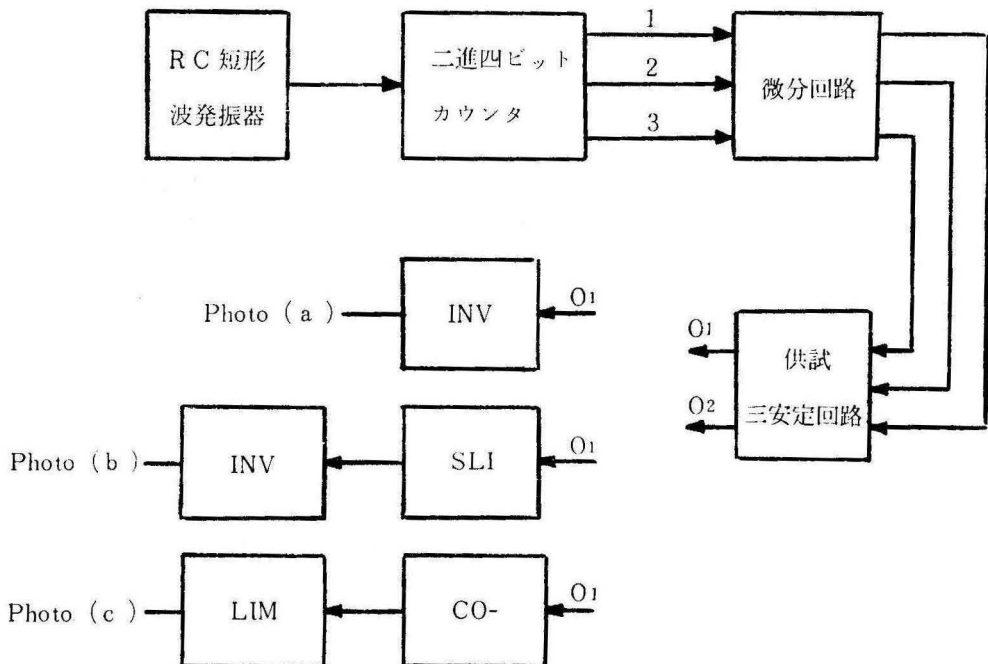 RC短形
波発振器
二進四ビット
カウンタ
1
2
3
微分回路
Photo (a)
INV
O1
O1
O2
供試
三安定回路
Photo (b)
INV
SLI
O1
Photo (c)
LIM
CO-
O1